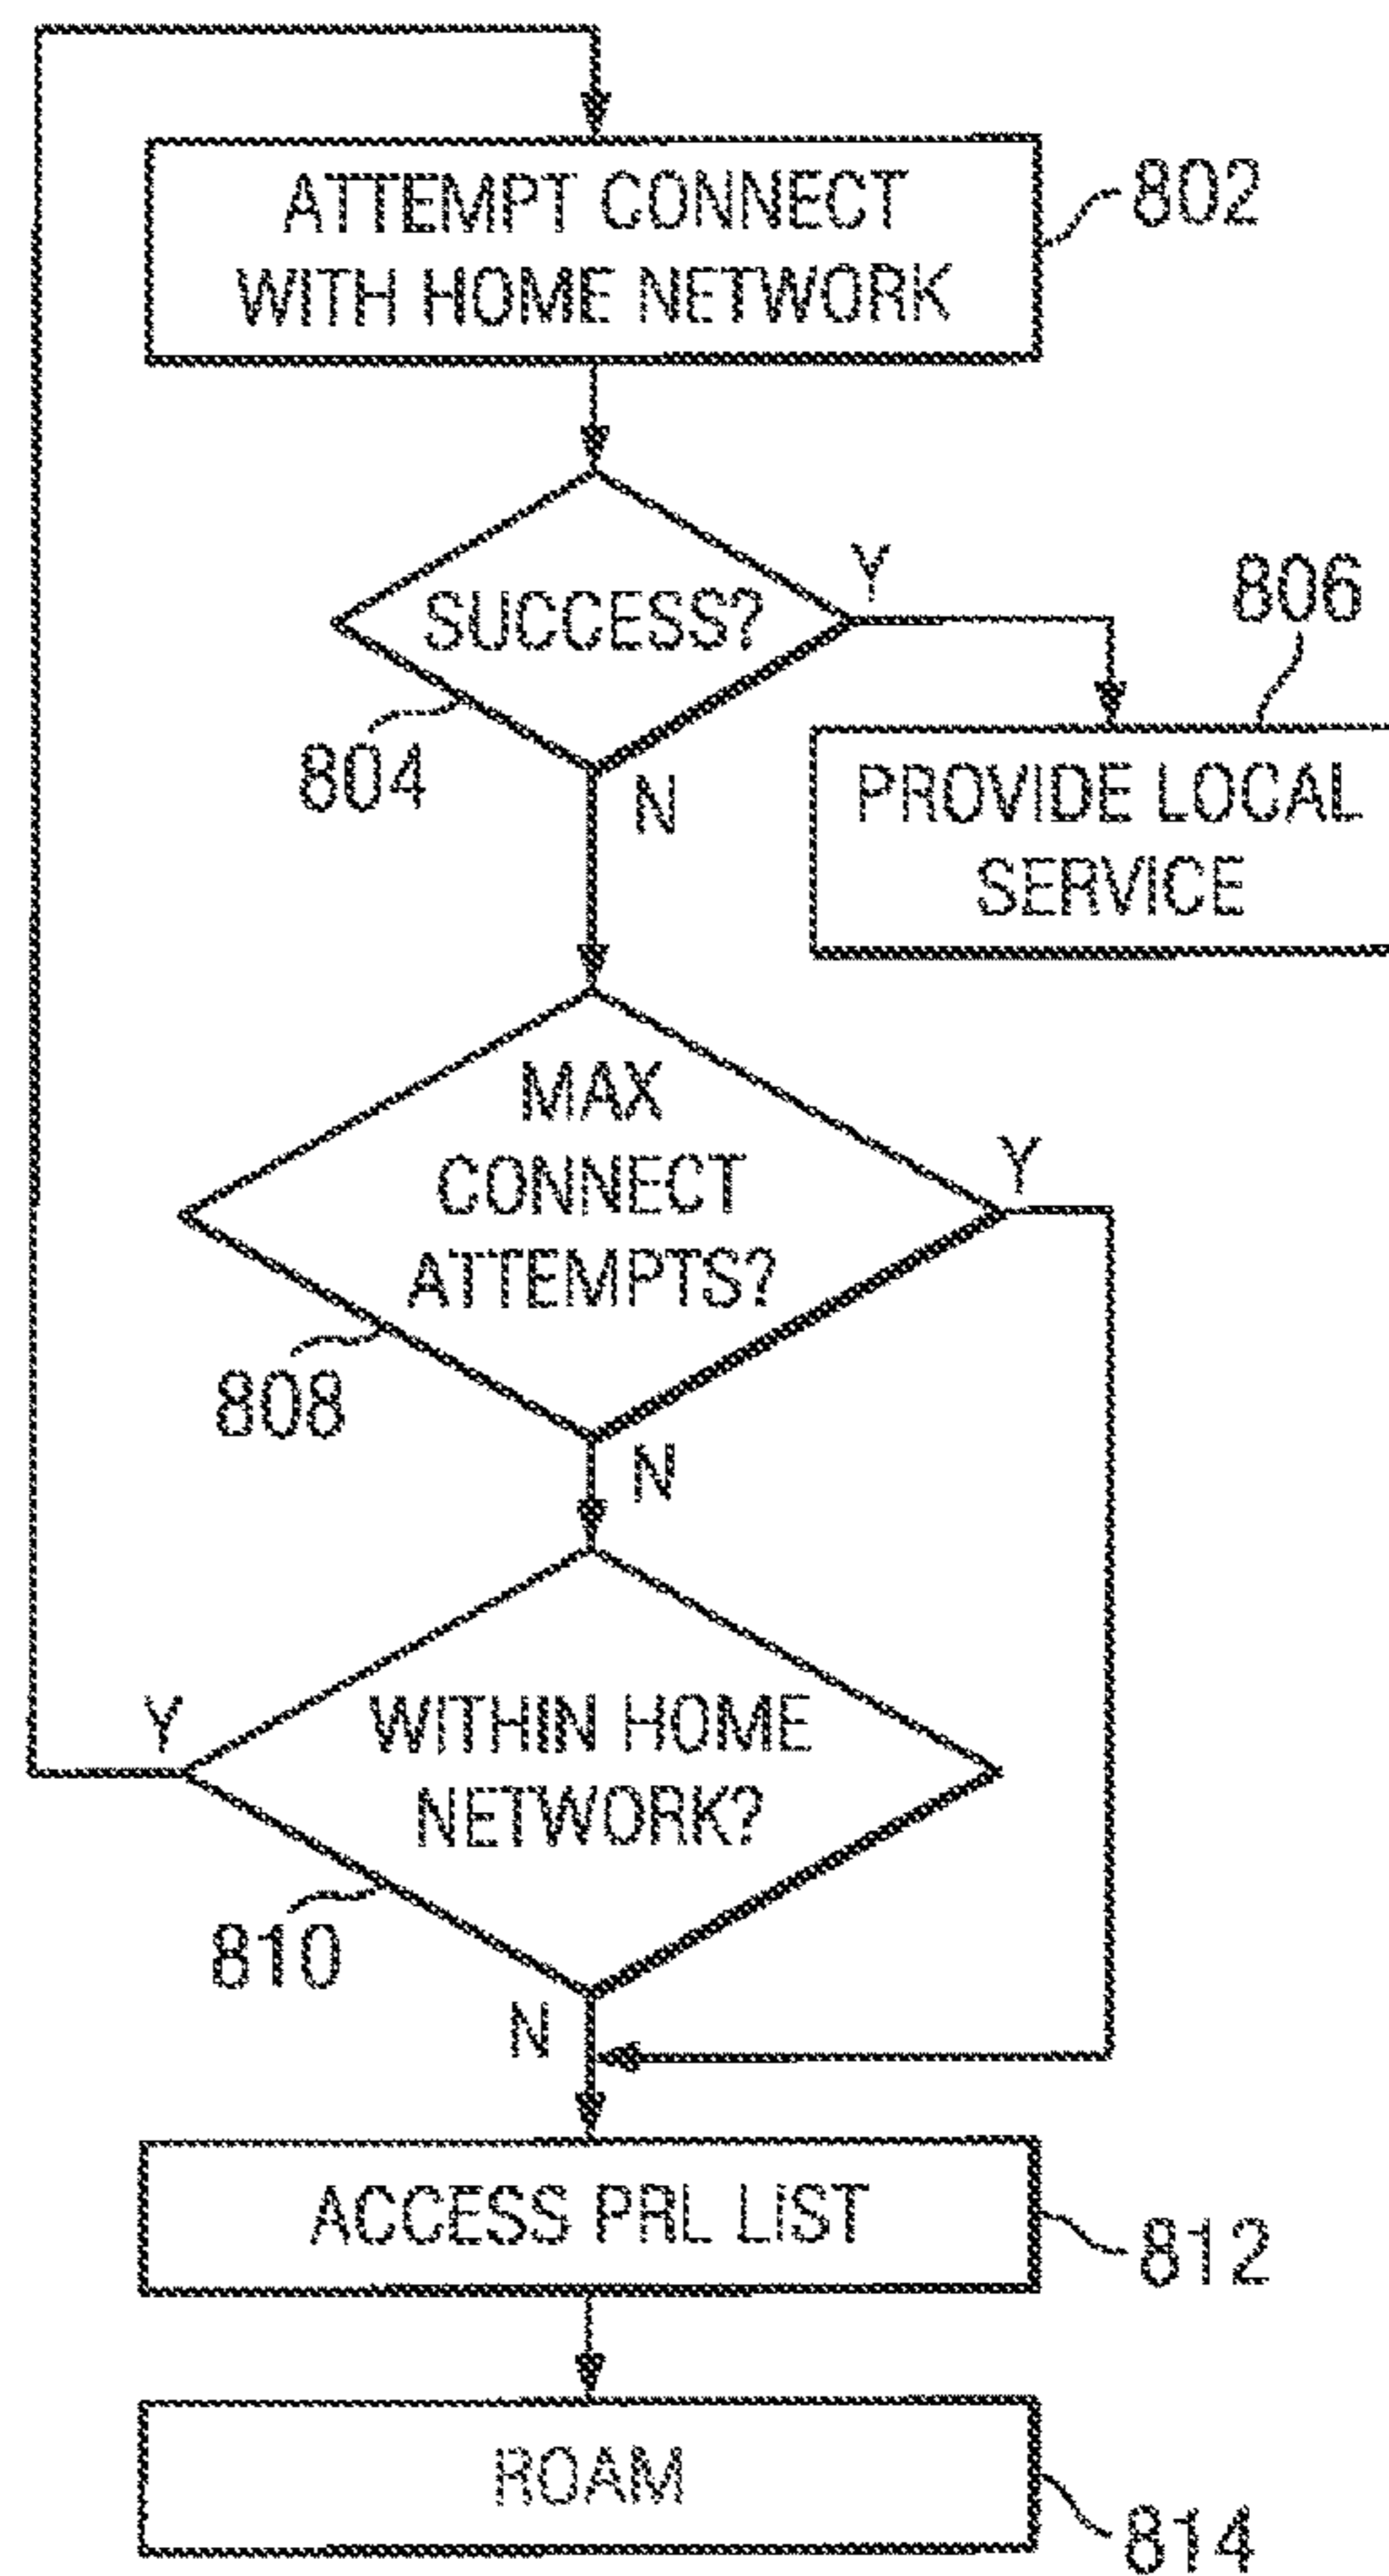 ATTEMPT CONNECT
WITH HOME NETWORK
802
SUCCESS?
Y
804
N
806
PROVIDE LOCAL
SERVICE
MAX
CONNECT
ATTEMPTS?
Y
808
N
WITHIN HOME
NETWORK?
Y
810
N
ACCESS PRL LIST
812
ROAM
814